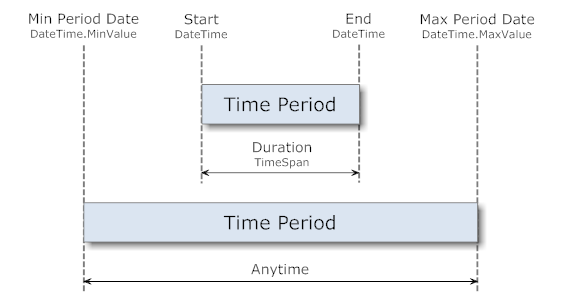 Min Period Date
DateTime.MinValue
Start
DateTime
End
DateTime
Max Period Date
DateTime.MaxValue
Time Period
Duration
TimeSpan
Time Period
Anytime